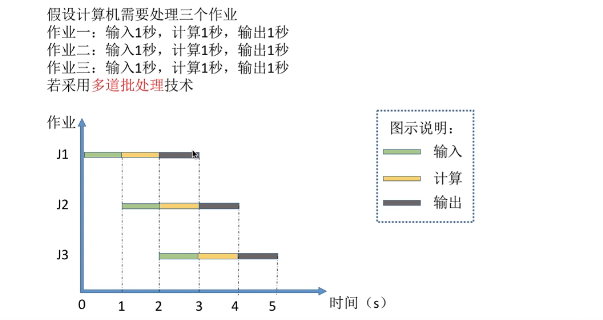 假设计算机需要处理三个作业
作业一：输入1秒，计算1秒，输出1秒
作业二：输入1秒，计算1秒，输出1秒
作业三：输入1秒，计算1秒，输出1秒
若采用多道批处理技术
作业
图示说明：
J1
输入
计算
J2
输出
J3
0 1 2 3 4 5 时间（s）